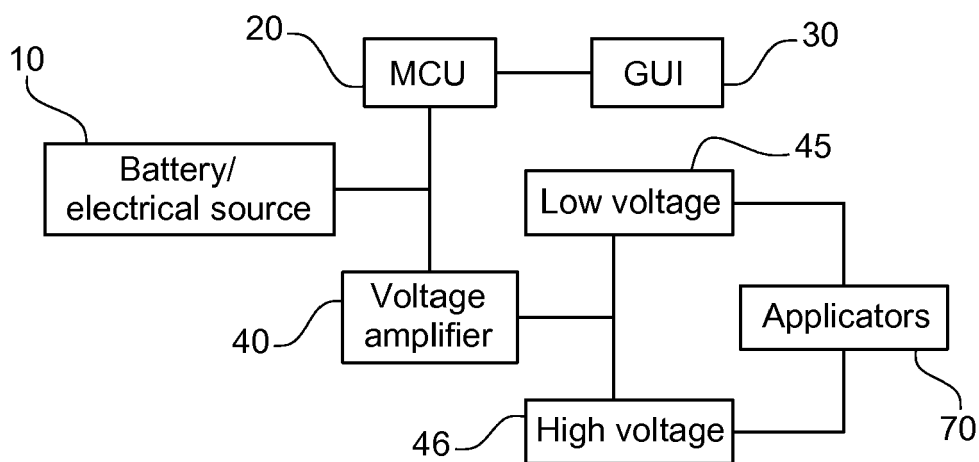 20
MCU
GUI
30
10
Battery/
electrical source
45
Low voltage
40
Voltage
amplifier
Applicators
70
46
High voltage